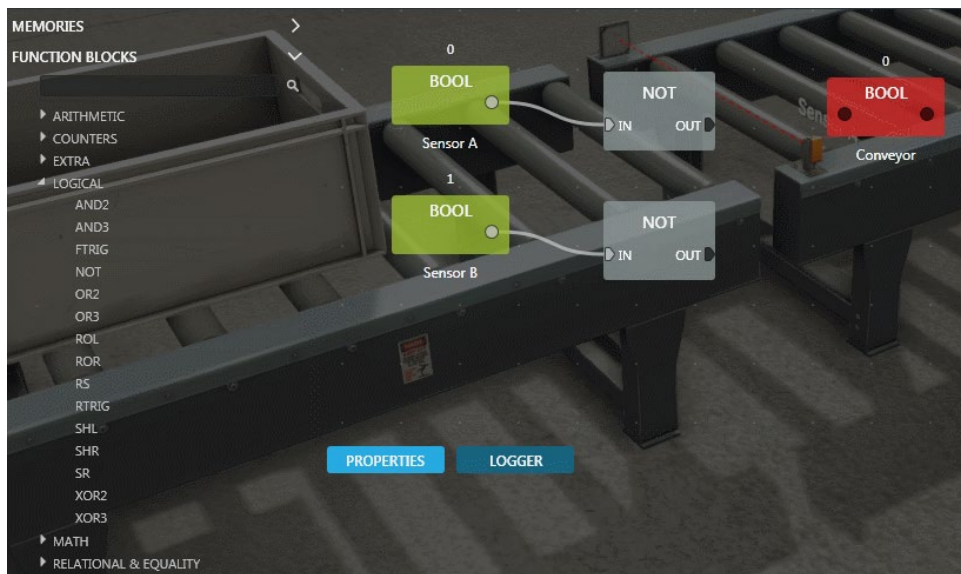 MEMORIES
FUNCTION BLOCKS
ARITHMETIC
COUNTERS
EXTRA
LOGICAL
AND2
AND3
FTRIG
NOT
OR2
OR3
ROL
ROR
RS
RTRIG
SHL
SHR
SR
XOR2
XOR3
MATH
RELATIONAL & EQUALITY
0
BOOL
Sensor A
NOT
IN OUT
0
BOOL
Conveyor
1
BOOL
Sensor B
NOT
IN OUT
PROPERTIES LOGGER